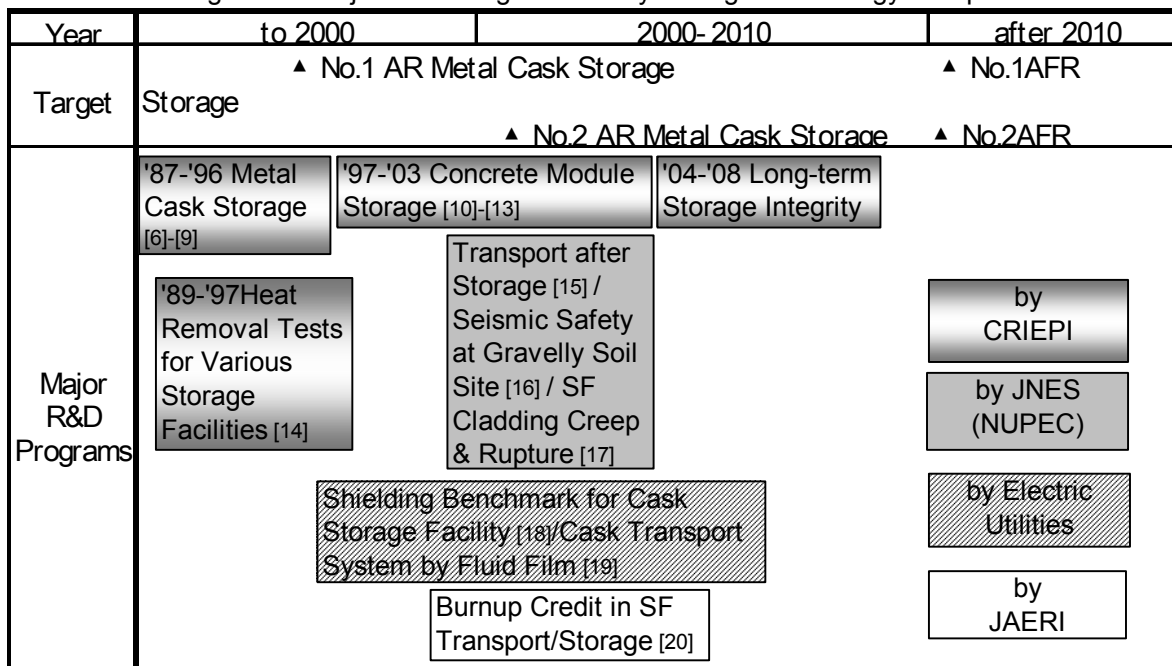 Year to 2000 2000-2010 after 2010
Target
▲ No.1 AR Metal Cask Storage ▲ No.1AFR
Storage
▲ No.2 AR Metal Cask Storage ▲ No.2AFR
Major
R&D
Programs
'87-'96 Metal
Cask Storage
[6]-[9]
'97-'03 Concrete Module
Storage [10]-[13]
'04-'08 Long-term
Storage Integrity
'89-'97Heat
Removal Tests
for Various
Storage
Facilities [14]
Transport after
Storage [15] /
Seismic Safety
at Gravelly Soil
Site [16] / SF
Cladding Creep
& Rupture [17]
Shielding Benchmark for Cask
Storage Facility [18]/Cask Transport
System by Fluid Film [19]
Burnup Credit in SF
Transport/Storage [20]
by
CRIEPI
by JNES
(NUPEC)
by Electric
Utilities
by
JAERI